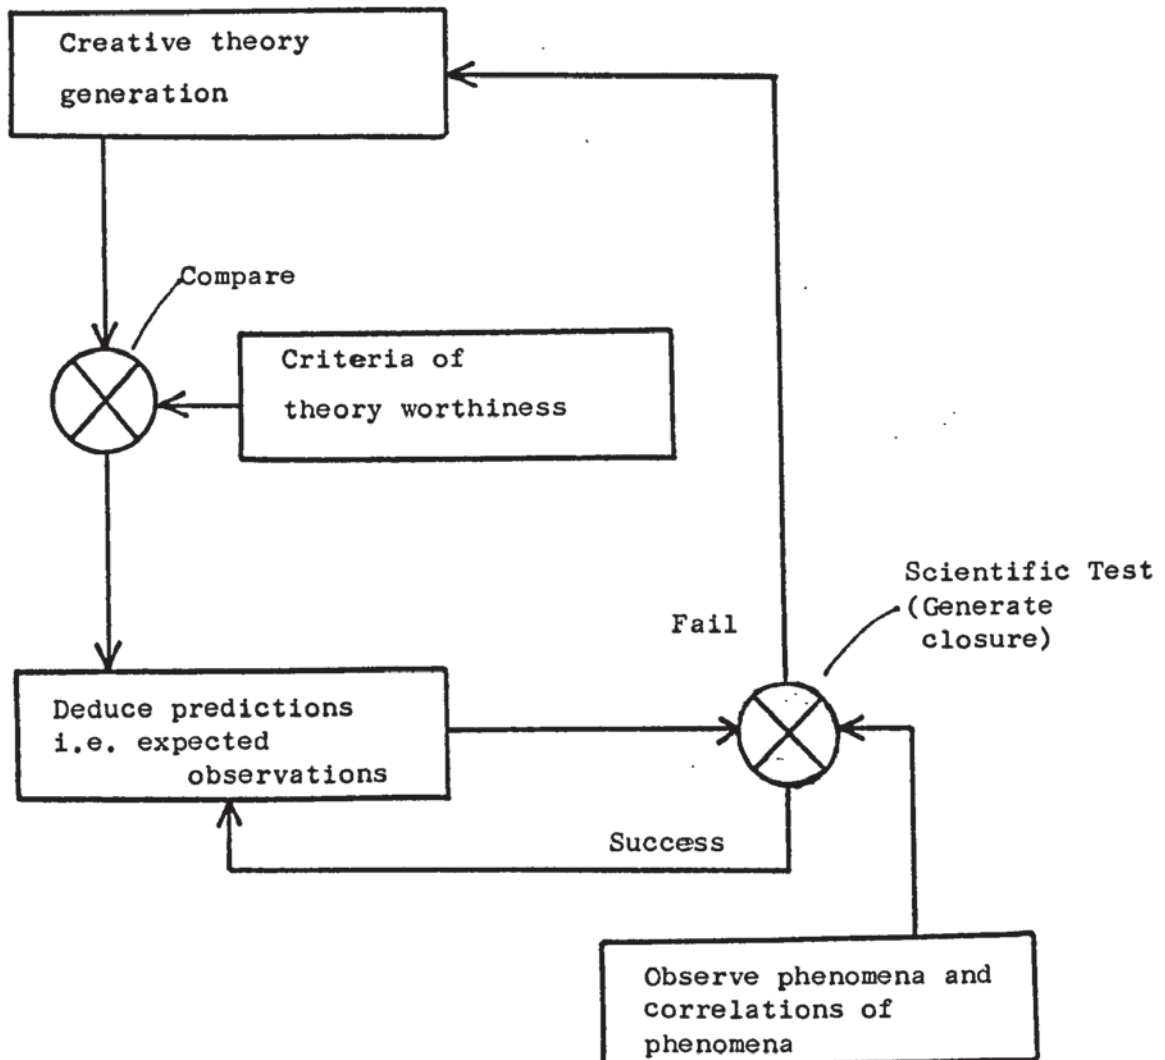 Creative theory
generation
Compare
Criteria of
theory worthiness
Scientific Test
(Generate
closure)
Fail
Deduce predictions
i.e. expected
observations
Success
Observe phenomena and
correlations of
phenomena